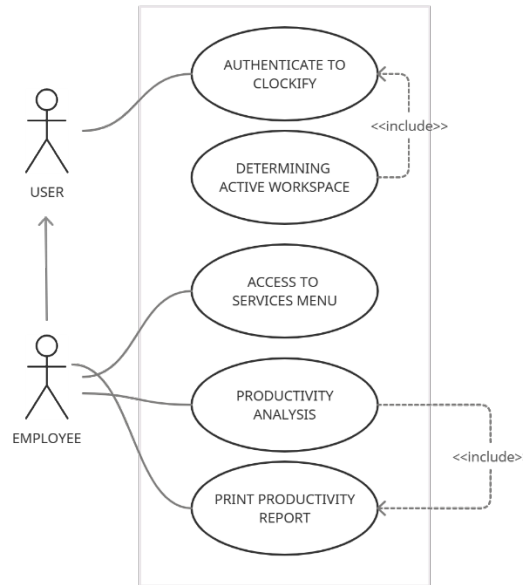 AUTHENTICATE TO
CLOCKIFY
<<include>>
DETERMINING
ACTIVE WORKSPACE
USER
ACCESS TO
SERVICES MENU
PRODUCTIVITY
ANALYSIS
EMPLOYEE
<<include>
PRINT PRODUCTIVITY
REPORT